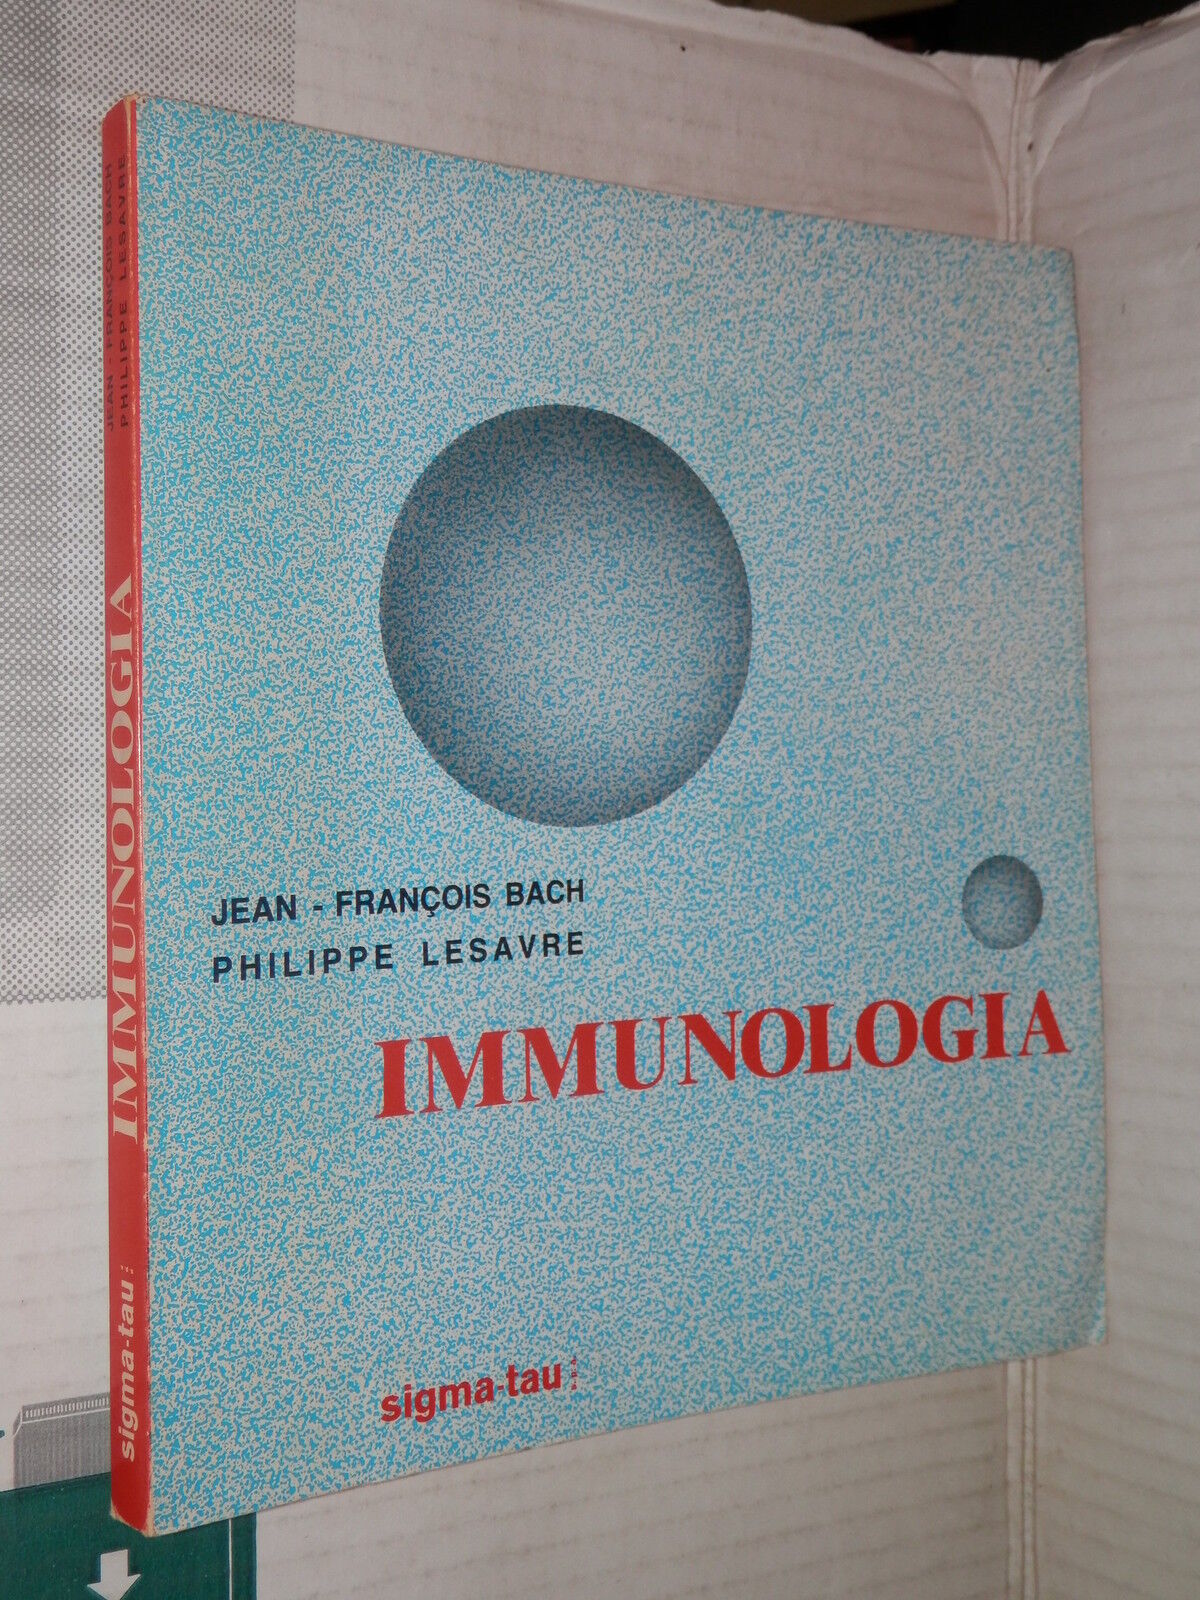 JEAN - FRANÇOIS BACH
PHILIPPE LESAVRE
IMMUNOLOGIA
sigma-tau
JEAN - FRANÇOIS BACH
PHILIPPE LESAVRE
IMMUNOLOGIA
sigma-tau